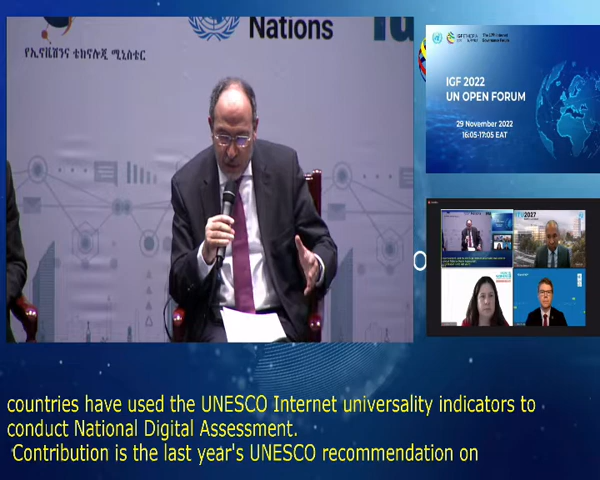 Nations
የኢኖቬሽንና ቴክኖሎጂ ሚኒስቴር
IGF 2022
UN OPEN FORUM
29 November 2022
16:05-17:05 EAT
countries have used the UNESCO Internet universality indicators to
conduct National Digital Assessment.
Contribution is the last year's UNESCO recommendation on